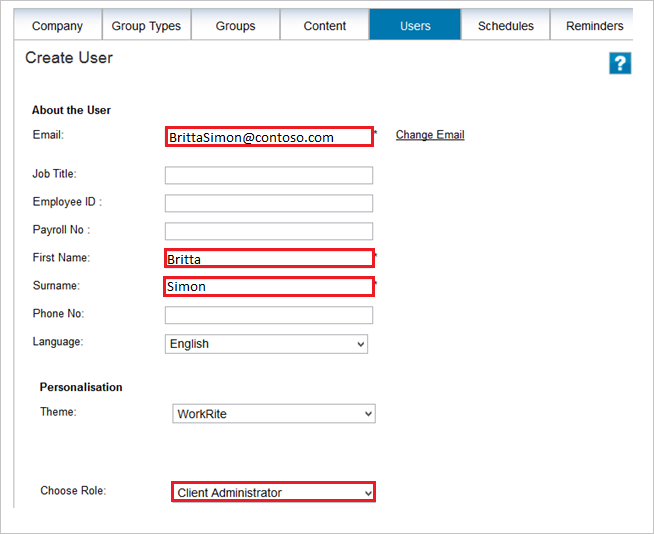 Company Group Types Groups Content Users Schedules Reminders
Create User
?
About the User
Email: BrittaSimon@contoso.com * Change Email
Job Title:
Employee ID :
Payroll No :
First Name: Britta *
Surname: Simon *
Phone No:
Language: English
Personalisation
Theme: WorkRite
Choose Role: Client Administrator